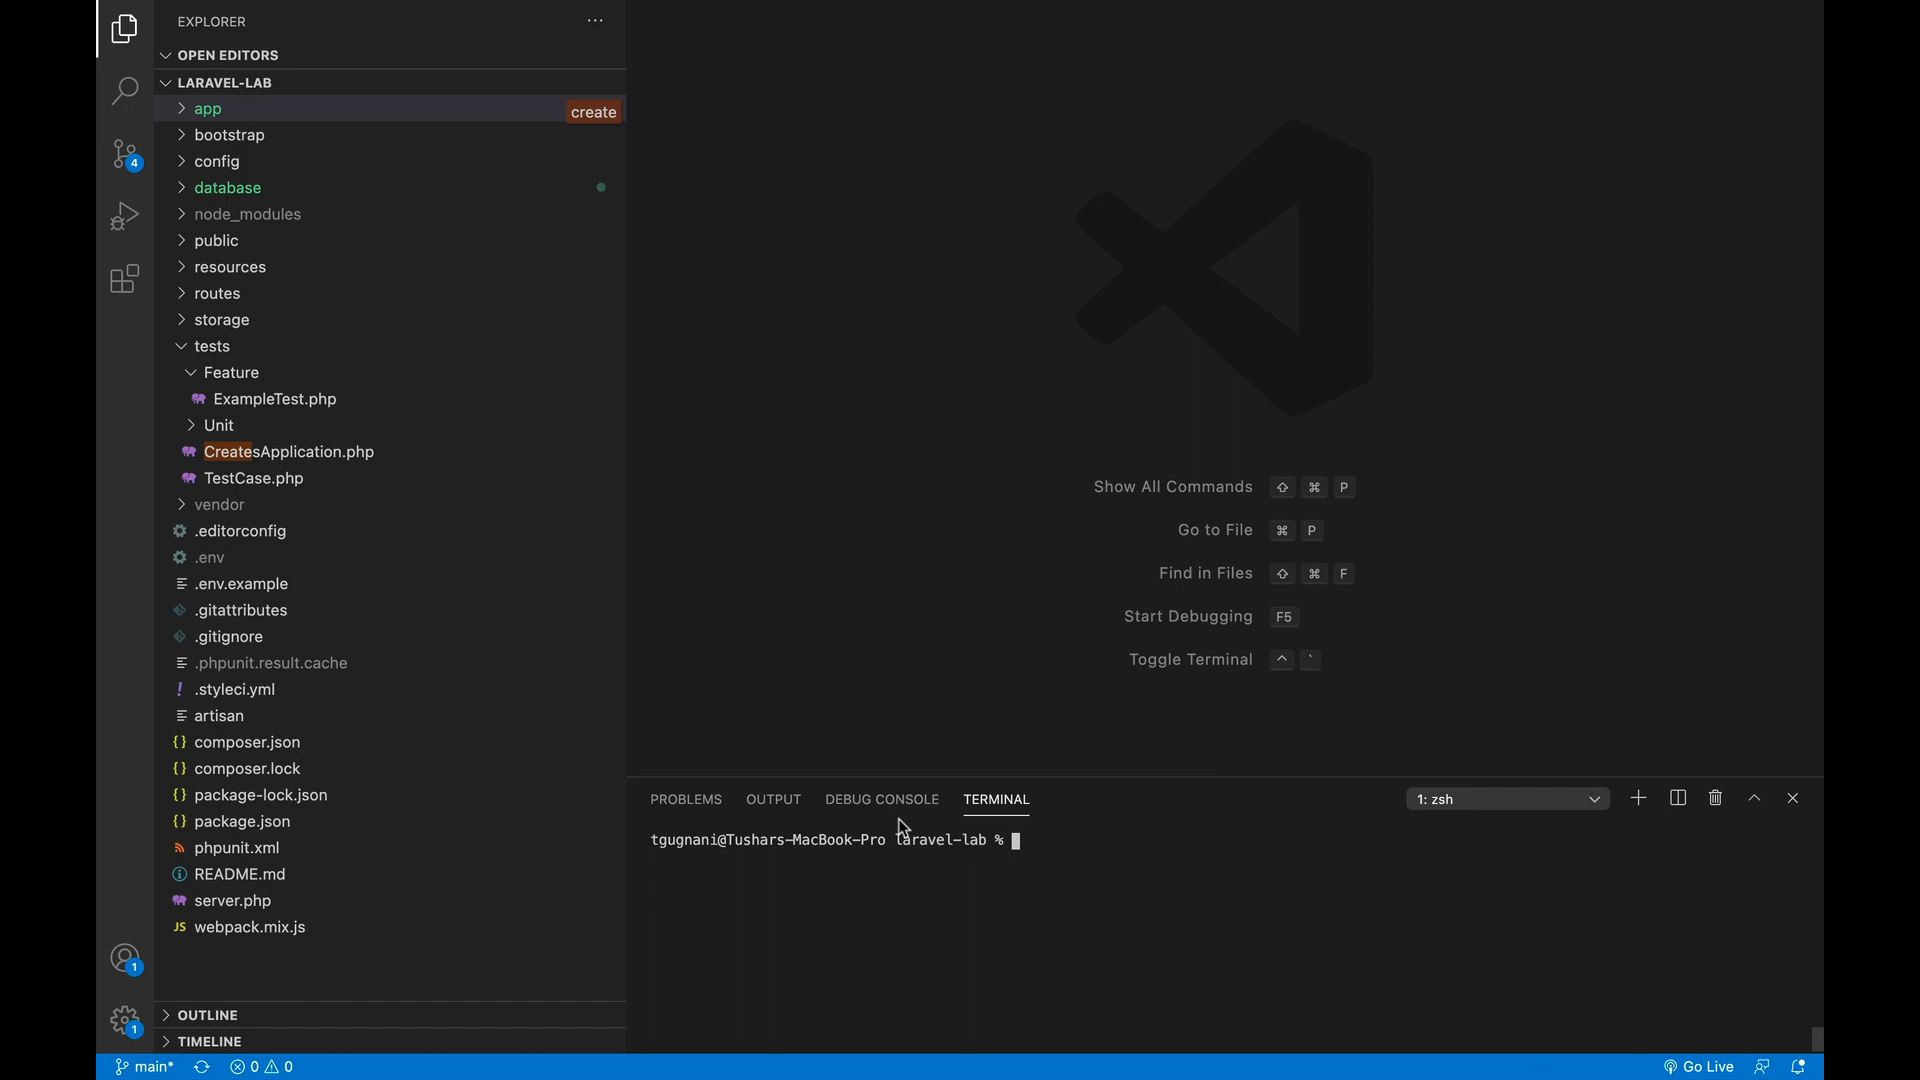 EXPLORER
OPEN EDITORS
LARAVEL-LAB
app
create
bootstrap
config
database
node_modules
public
resources
routes
storage
tests
Feature
ExampleTest.php
Unit
CreatesApplication.php
TestCase.php
vendor
.editorconfig
.env
.env.example
.gitattributes
.gitignore
.phpunit.result.cache
! .styleci.yml
artisan
{} composer.json
{} composer.lock
{} package-lock.json
{} package.json
phpunit.xml
README.md
server.php
JS webpack.mix.js
OUTLINE
TIMELINE
4
1
1
Show All Commands ⇧ ⌘ P
Go to File ⌘ P
Find in Files ⇧ ⌘ F
Start Debugging F5
Toggle Terminal ^ `
PROBLEMS OUTPUT DEBUG CONSOLE TERMINAL 1: zsh
tgugnani@Tushars-MacBook-Pro laravel-lab %
main* 0 0 Go Live